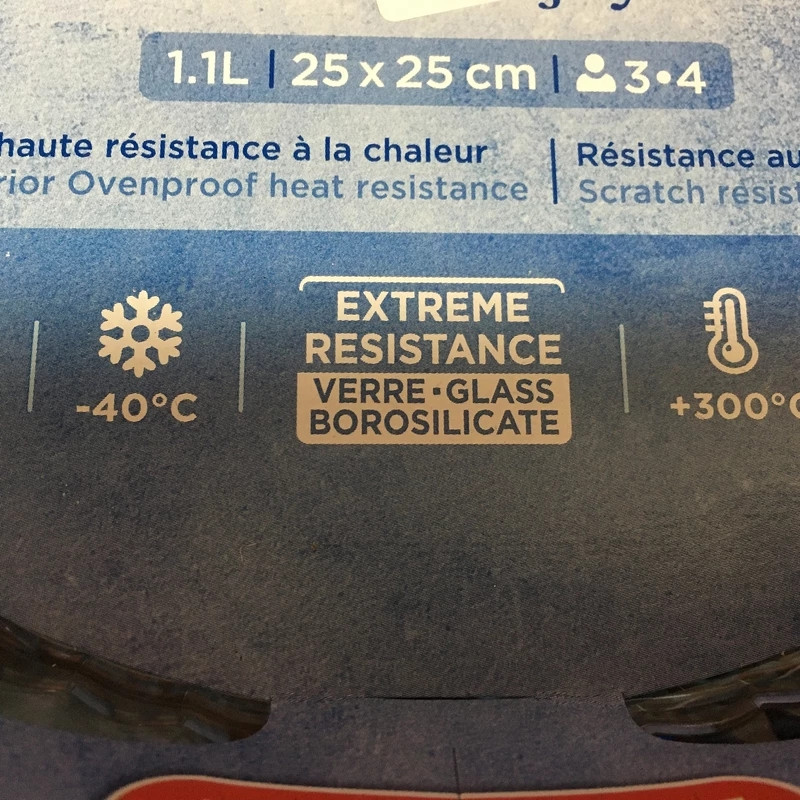 1.1L | 25 x 25 cm | 3•4
haute résistance à la chaleur
Ovenproof heat resistance
Résistance
Scratch
-40°C
EXTREME
RESISTANCE
VERRE • GLASS
BOROSILICATE
+300°C